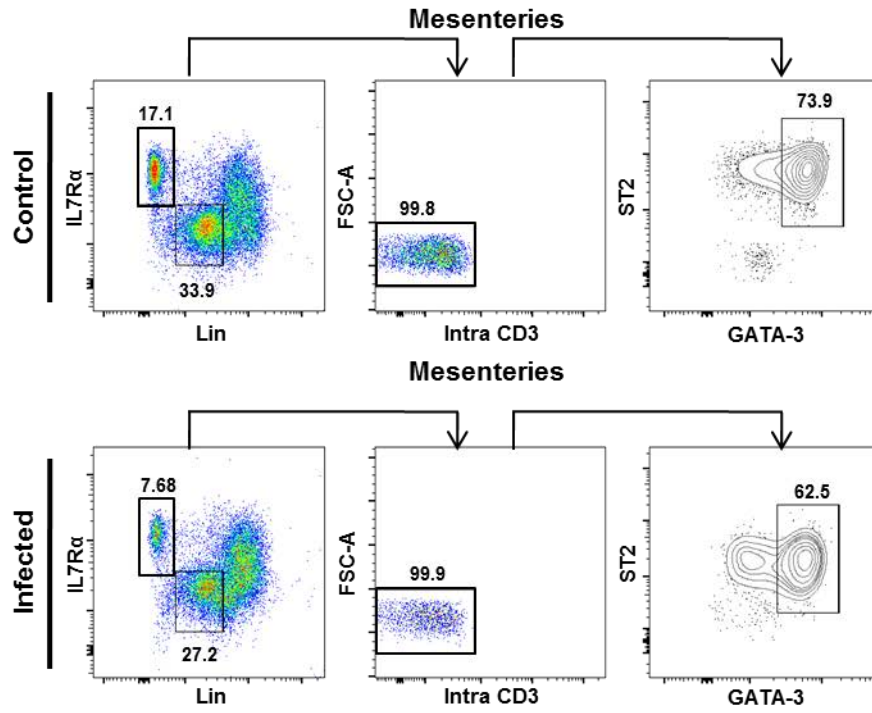 Mesenteries
Control
17.1
33.9
IL7Rα
Lin
99.8
FSC-A
Intra CD3
73.9
ST2
GATA-3
Mesenteries
Infected
7.68
27.2
IL7Rα
Lin
99.9
FSC-A
Intra CD3
62.5
ST2
GATA-3